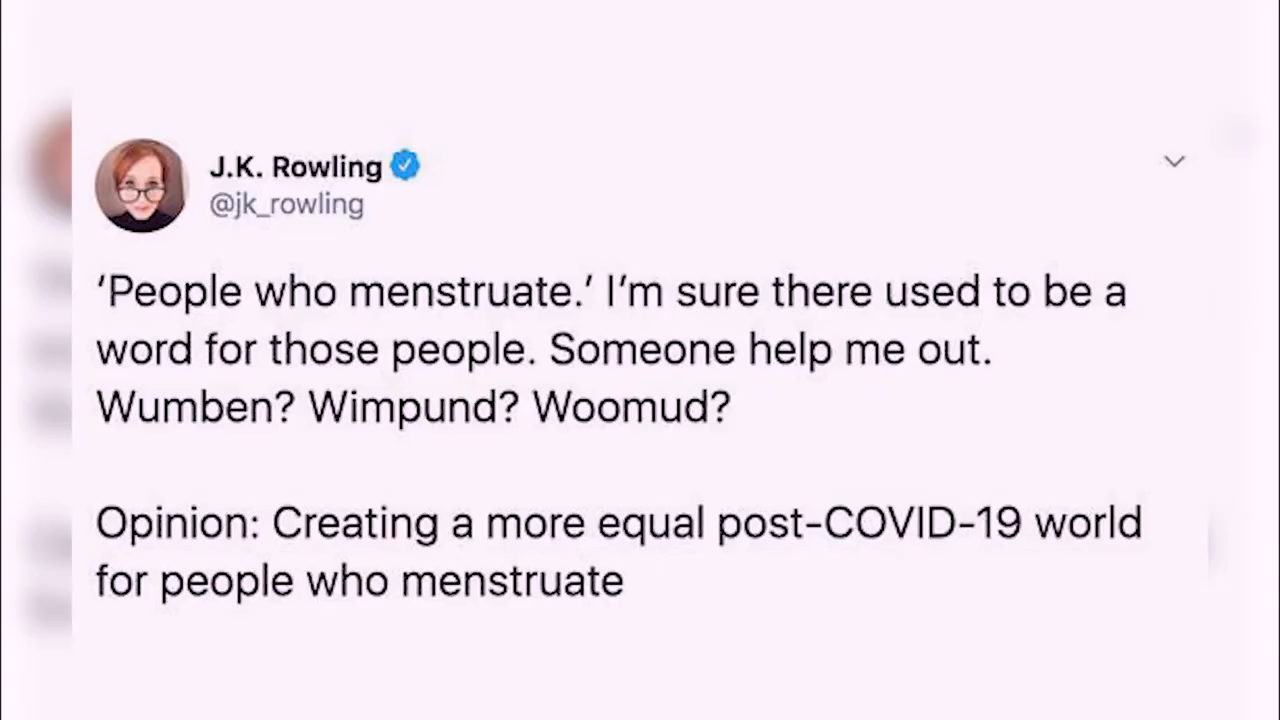 J.K. Rowling
@jk_rowling
‘People who menstruate.’ I’m sure there used to be a
word for those people. Someone help me out.
Wumben? Wimpund? Woomud?
Opinion: Creating a more equal post-COVID-19 world
for people who menstruate